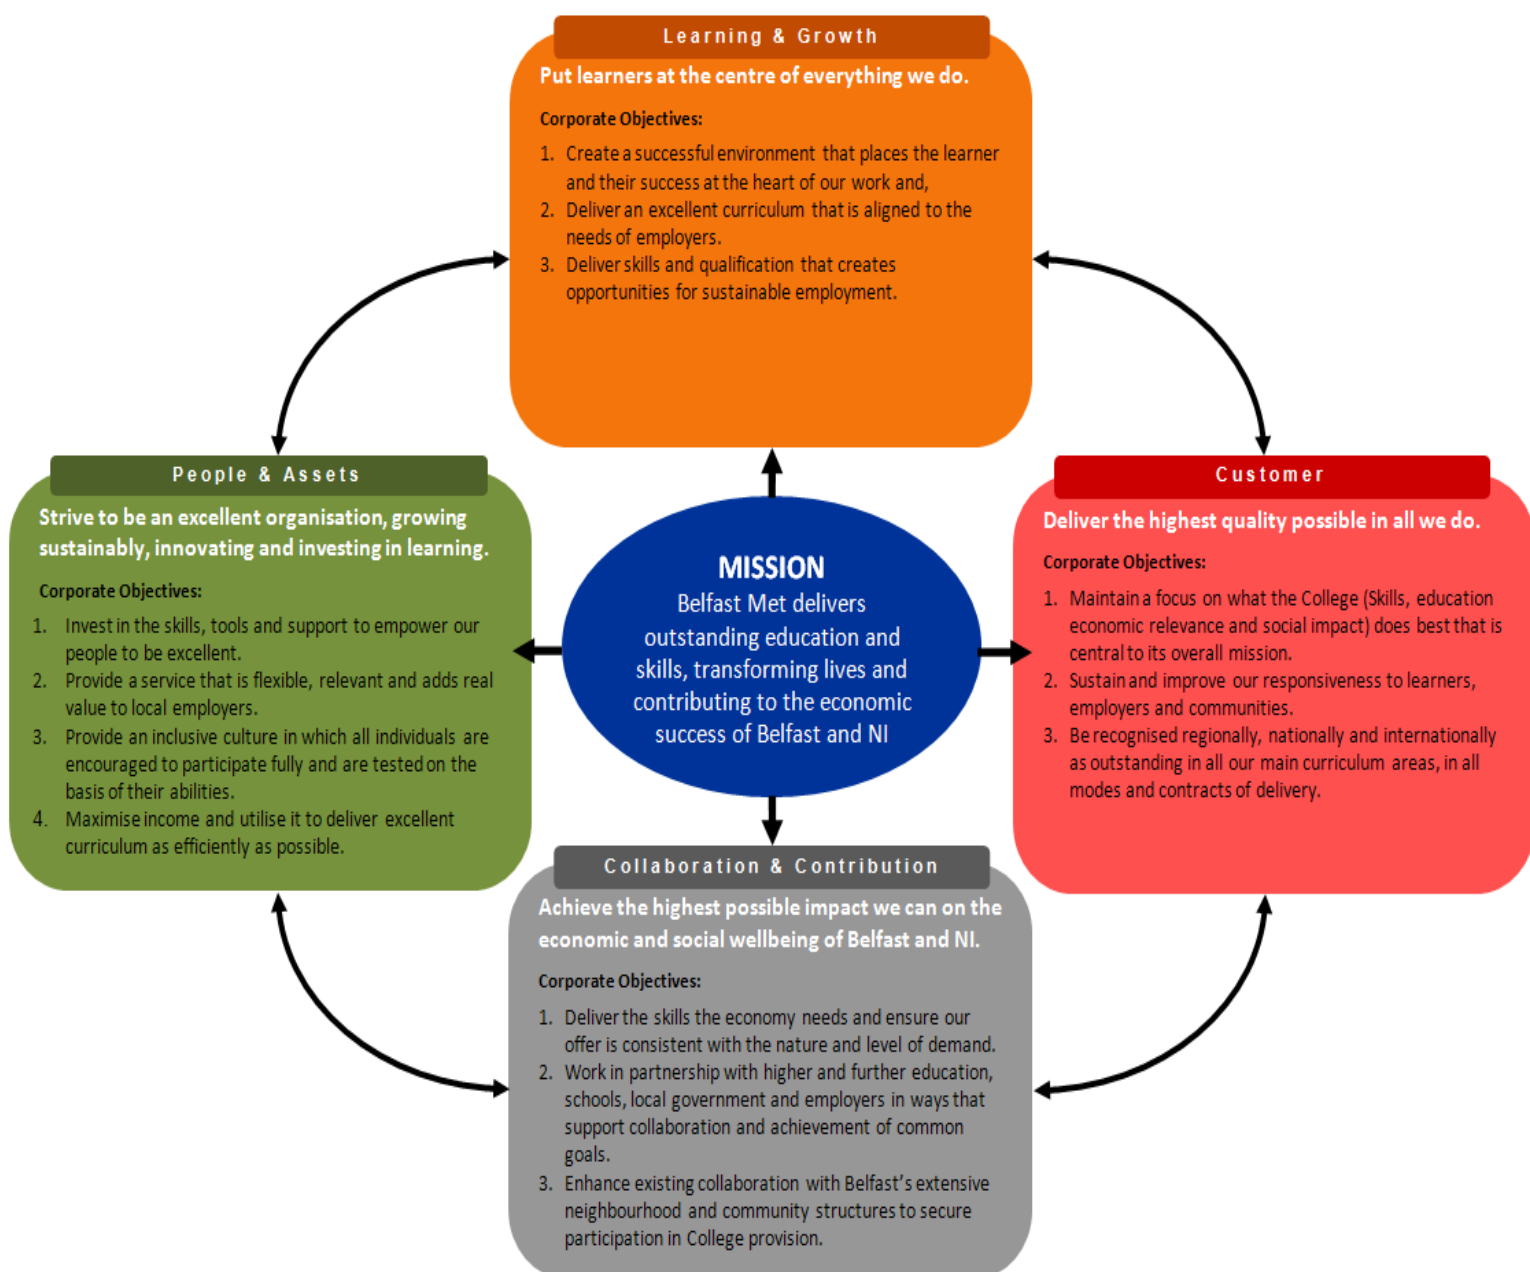 Learning & Growth
Put learners at the centre of everything we do.
Corporate Objectives:
1. Create a successful environment that places the learner
and their success at the heart of our work and,
2. Deliver an excellent curriculum that is aligned to the
needs of employers.
3. Deliver skills and qualification that creates
opportunities for sustainable employment.
People & Assets
Strive to be an excellent organisation, growing
sustainably, innovating and investing in learning.
Corporate Objectives:
1. Invest in the skills, tools and support to empower our
people to be excellent.
2. Provide a service that is flexible, relevant and adds real
value to local employers.
3. Provide an inclusive culture in which all individuals are
encouraged to participate fully and are tested on the
basis of their abilities.
4. Maximise income and utilise it to deliver excellent
curriculum as efficiently as possible.
MISSION
Belfast Met delivers
outstanding education and
skills, transforming lives and
contributing to the economic
success of Belfast and NI
Customer
Deliver the highest quality possible in all we do.
Corporate Objectives:
1. Maintain a focus on what the College (Skills, education
economic relevance and social impact) does best that is
central to its overall mission.
2. Sustain and improve our responsiveness to learners,
employers and communities.
3. Be recognised regionally, nationally and internationally
as outstanding in all our main curriculum areas, in all
modes and contracts of delivery.
Collaboration & Contribution
Achieve the highest possible impact we can on the
economic and social wellbeing of Belfast and NI.
Corporate Objectives:
1. Deliver the skills the economy needs and ensure our
offer is consistent with the nature and level of demand.
2. Work in partnership with higher and further education,
schools, local government and employers in ways that
support collaboration and achievement of common
goals.
3. Enhance existing collaboration with Belfast's extensive
neighbourhood and community structures to secure
participation in College provision.